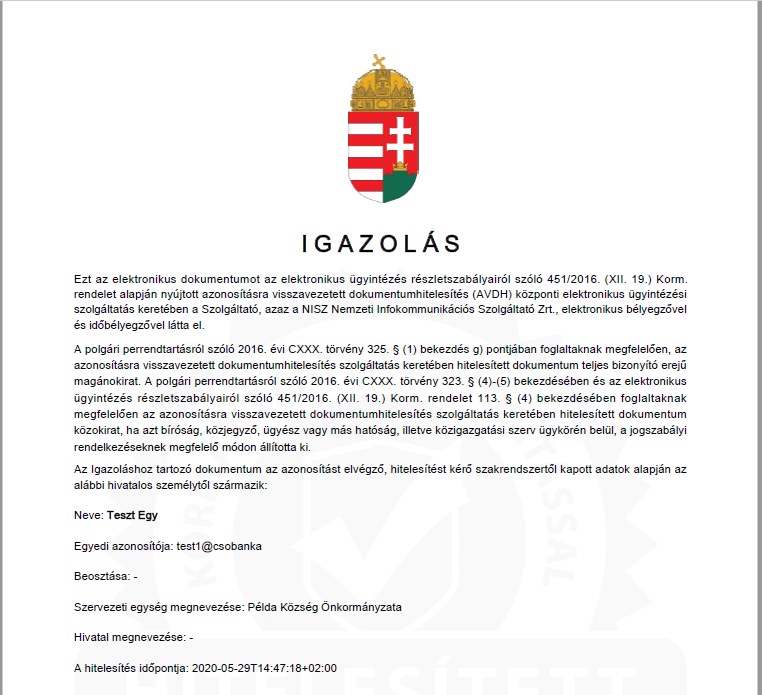 IGAZOLÁS
Ezt az elektronikus dokumentumot az elektronikus ügyintézés részletszabályairól szóló 451/2016. (XII. 19.) Korm.
rendelet alapján nyújtott azonosításra visszavezetett dokumentumhitelesítés (AVDH) központi elektronikus ügyintézési
szolgáltatás keretében a Szolgáltató, azaz a NISZ Nemzeti Infokommunikációs Szolgáltató Zrt., elektronikus bélyegzővel
és időbélyegzővel látta el.
A polgári perrendtartásról szóló 2016. évi CXXX. törvény 325. § (1) bekezdés g) pontjában foglaltaknak megfelelően, az
azonosításra visszavezetett dokumentumhitelesítés szolgáltatás keretében hitelesített dokumentum teljes bizonyító erejű
magánokirat. A polgári perrendtartásról szóló 2016. évi CXXX. törvény 323. § (4)-(5) bekezdésében és az elektronikus
ügyintézés részletszabályairól szóló 451/2016. (XII. 19.) Korm. rendelet 113. § (4) bekezdésében foglaltaknak
megfelelően az azonosításra visszavezetett dokumentumhitelesítés szolgáltatás keretében hitelesített dokumentum
közokirat, ha azt bíróság, közjegyző, ügyész vagy más hatóság, illetve közigazgatási szerv ügykörén belül, a jogszabályi
rendelkezéseknek megfelelő módon állította ki.
Az Igazoláshoz tartozó dokumentum az azonosítást elvégző, hitelesítést kérő szakrendszertől kapott adatok alapján az
alábbi hivatalos személytől származik:
Neve: Teszt Egy
Egyedi azonosítója: test1@csobanka
Beosztása: -
Szervezeti egység megnevezése: Példa Község Önkormányzata
Hivatal megnevezése: -
A hitelesítés időpontja: 2020-05-29T14:47:18+02:00
HITELESÍTETT